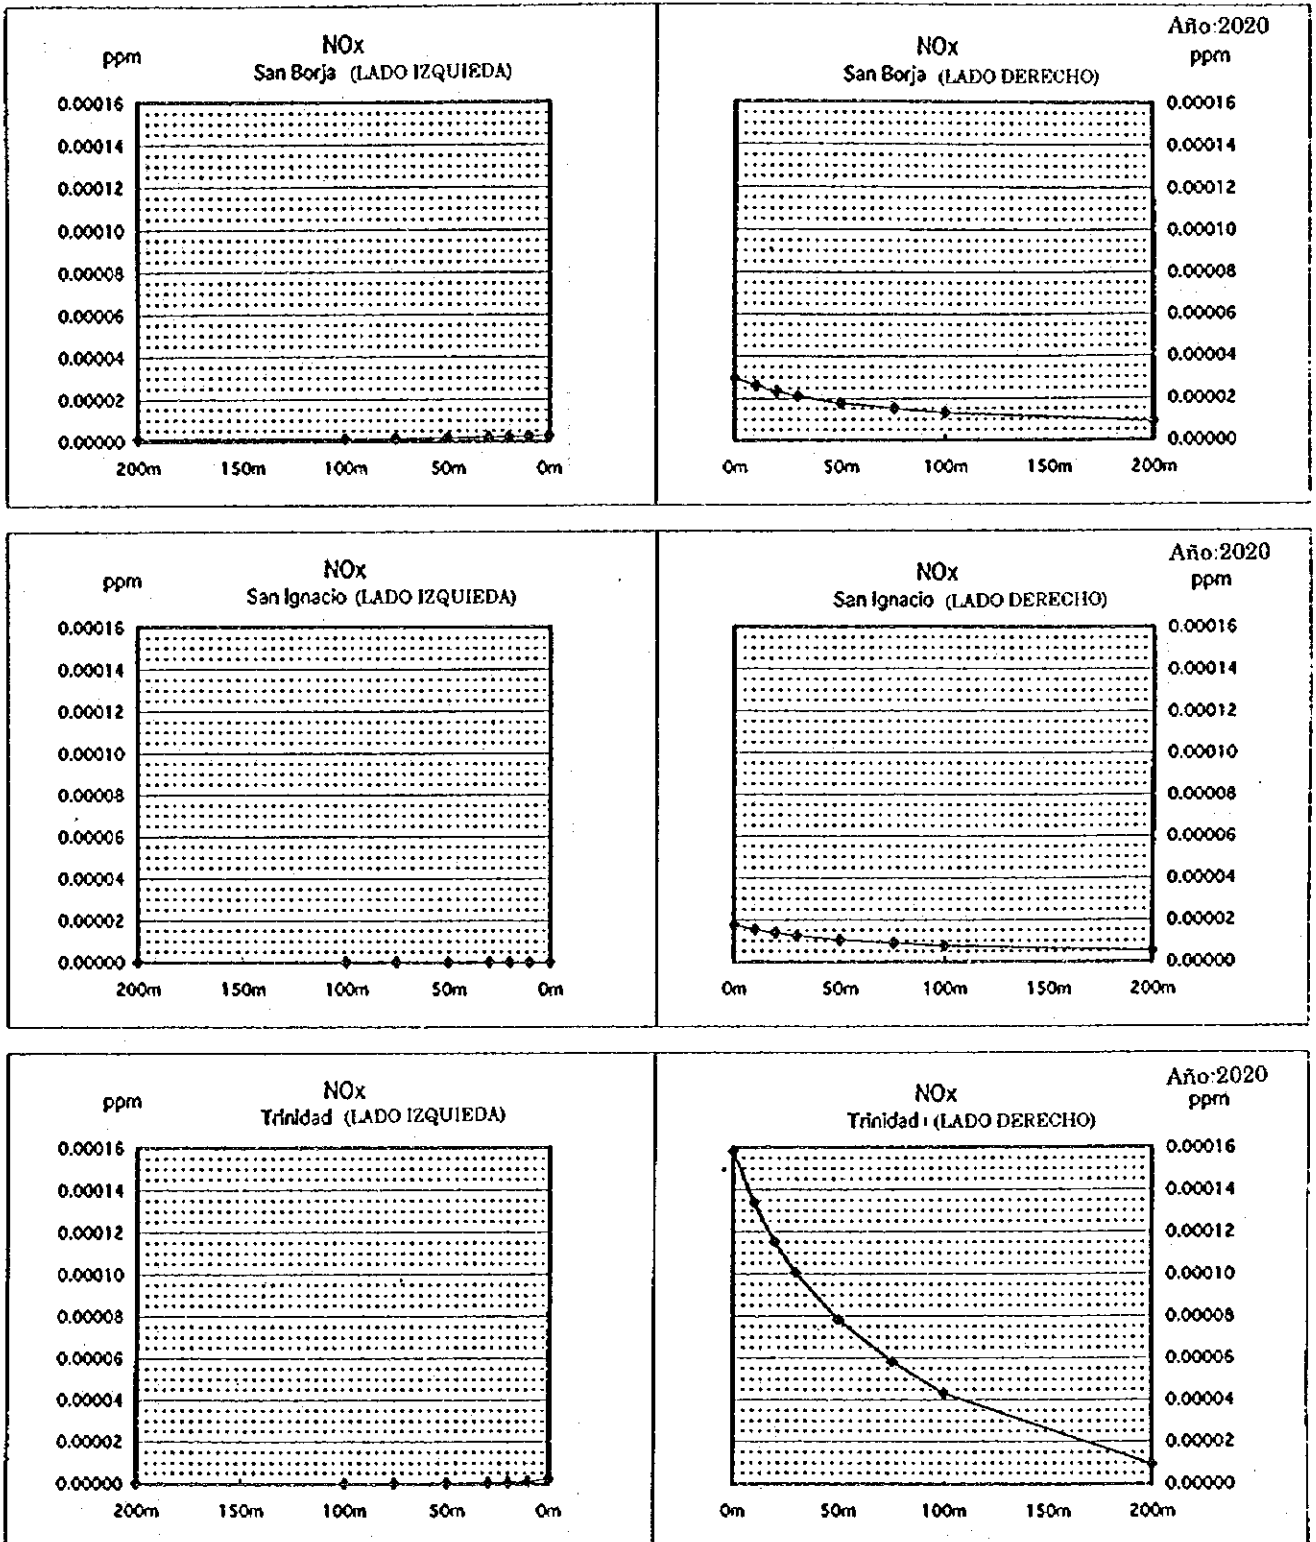 ppm
NOx
San Borja (LADO IZQUIEDA)
0.00016
0.00014
0.00012
0.00010
0.00008
0.00006
0.00004
0.00002
0.00000
200m 150m 100m 50m 0m
Año:2020
NOx
ppm
San Borja (LADO DERECHO)
0.00016
0.00014
0.00012
0.00010
0.00008
0.00006
0.00004
0.00002
0.00000
0m 50m 100m 150m 200m
ppm
NOx
San Ignacio (LADO IZQUIEDA)
0.00016
0.00014
0.00012
0.00010
0.00008
0.00006
0.00004
0.00002
0.00000
200m 150m 100m 50m 0m
Año:2020
NOx
ppm
San Ignacio (LADO DERECHO)
0.00016
0.00014
0.00012
0.00010
0.00008
0.00006
0.00004
0.00002
0.00000
0m 50m 100m 150m 200m
ppm
NOx
Trinidad (LADO IZQUIEDA)
0.00016
0.00014
0.00012
0.00010
0.00008
0.00006
0.00004
0.00002
0.00000
200m 150m 100m 50m 0m
Año:2020
NOx
ppm
Trinidad (LADO DERECHO)
0.00016
0.00014
0.00012
0.00010
0.00008
0.00006
0.00004
0.00002
0.00000
0m 50m 100m 150m 200m